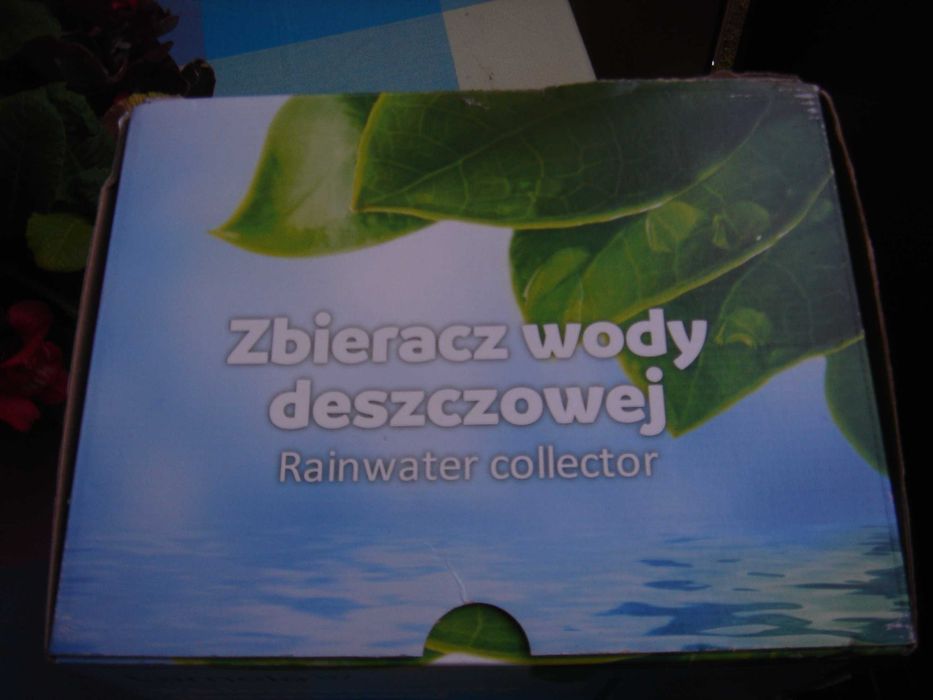 Zbieracz wody
deszczowej
Rainwater collector